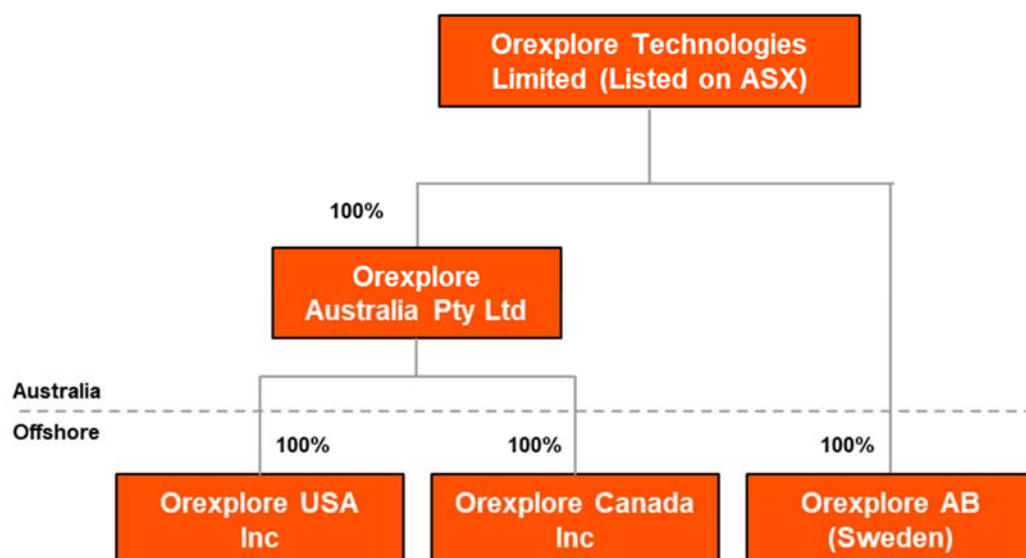 Orexplore Technologies
Limited (Listed on ASX)
100%
Orexplore
Australia Pty Ltd
Australia
Offshore
100%
100%
100%
Orexplore USA
Inc
Orexplore Canada
Inc
Orexplore AB
(Sweden)